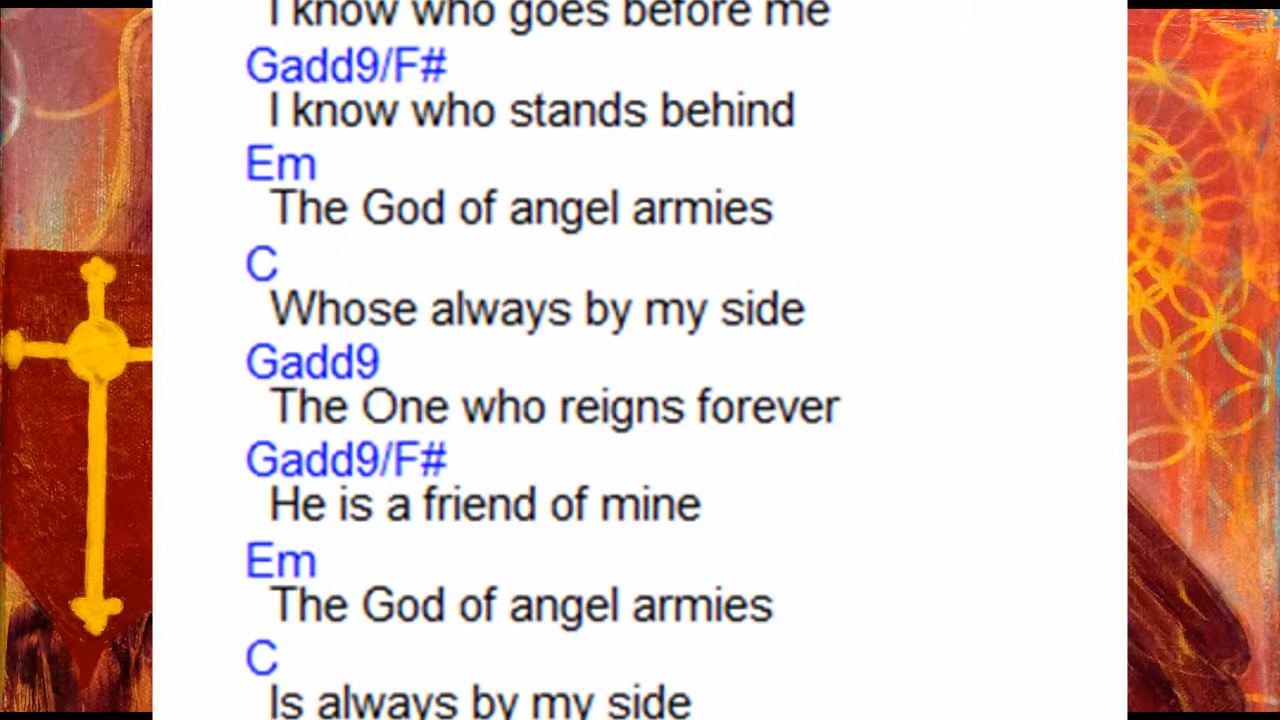 I know who goes before me
Gadd9/F#
I know who stands behind
Em
The God of angel armies
C
Whose always by my side
Gadd9
The One who reigns forever
Gadd9/F#
He is a friend of mine
Em
The God of angel armies
C
Is always by my side